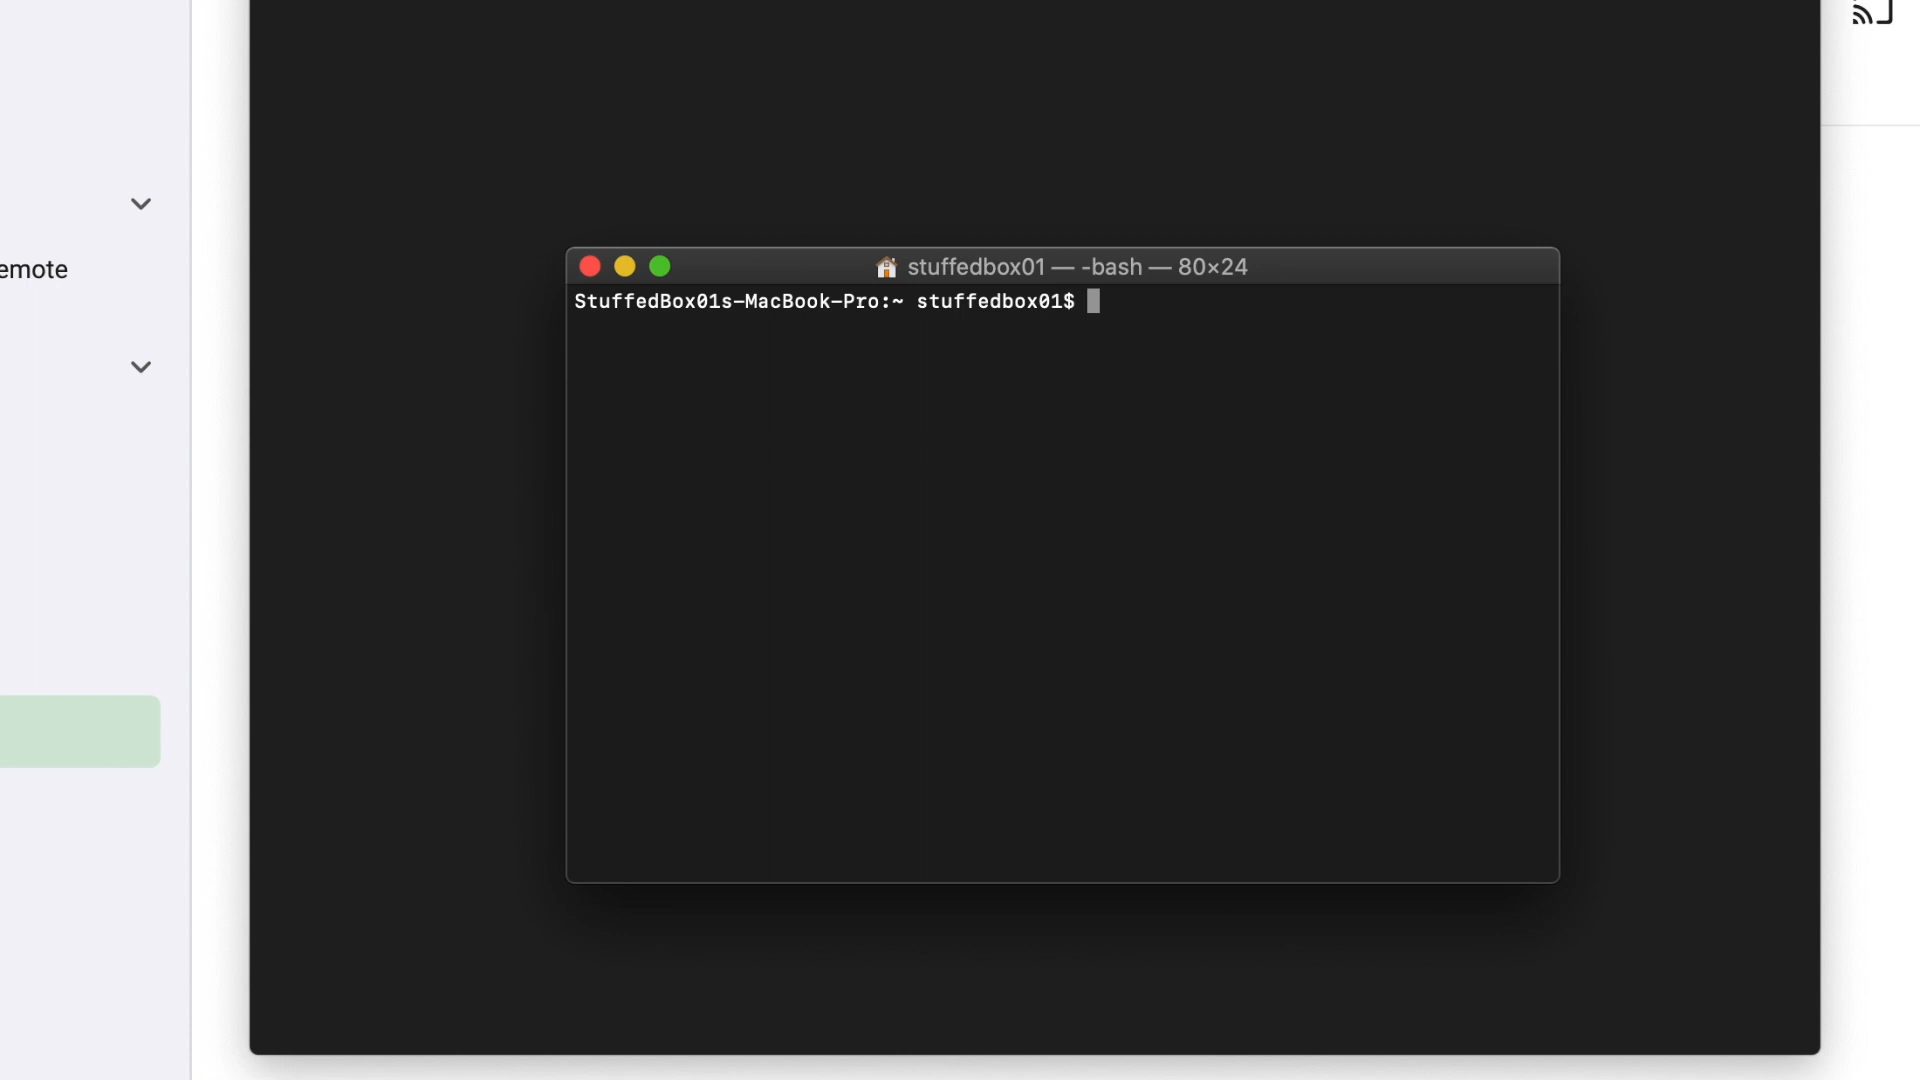 emote
stuffedbox01 — -bash — 80×24
StuffedBox01s-MacBook-Pro:~ stuffedbox01$